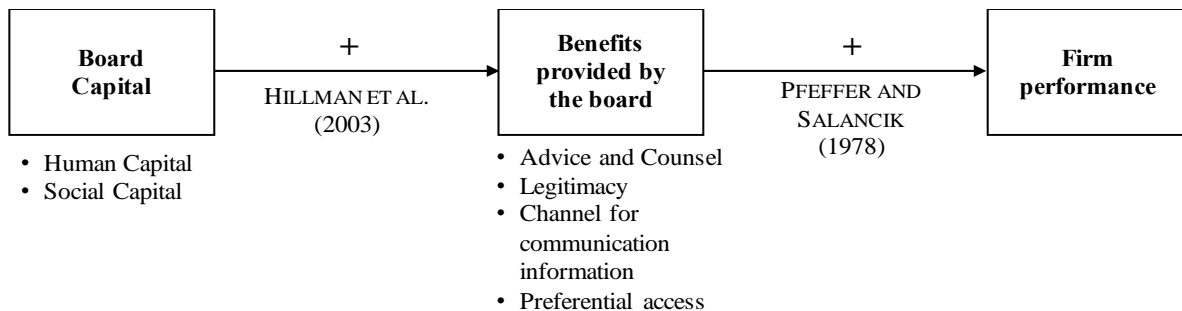 Board
Capital
• Human Capital
• Social Capital
+
HILLMAN ET AL.
(2003)
Benefits
provided by
the board
• Advice and Counsel
• Legitimacy
• Channel for
communication
information
• Preferential access
+
PFEFFER AND
SALANCIK
(1978)
Firm
performance